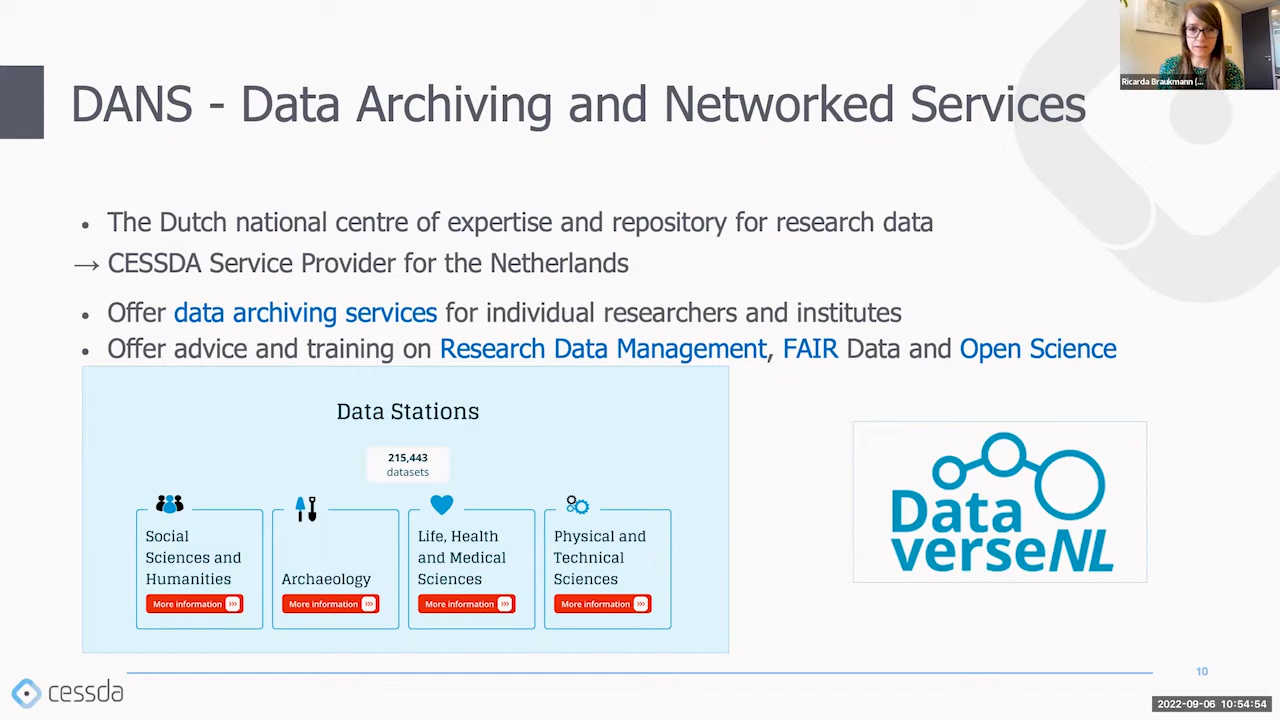 Ricarda Braukmann (...
DANS - Data Archiving and Networked Services
• The Dutch national centre of expertise and repository for research data
→ CESSDA Service Provider for the Netherlands
• Offer data archiving services for individual researchers and institutes
• Offer advice and training on Research Data Management, FAIR Data and Open Science
Data Stations
215,443
datasets
Social
Sciences and
Humanities
More information
Archaeology
More information
Life, Health
and Medical
Sciences
More information
Physical and
Technical
Sciences
More information
Data
verseNL
10
cessda
2022-09-06 10:54:54